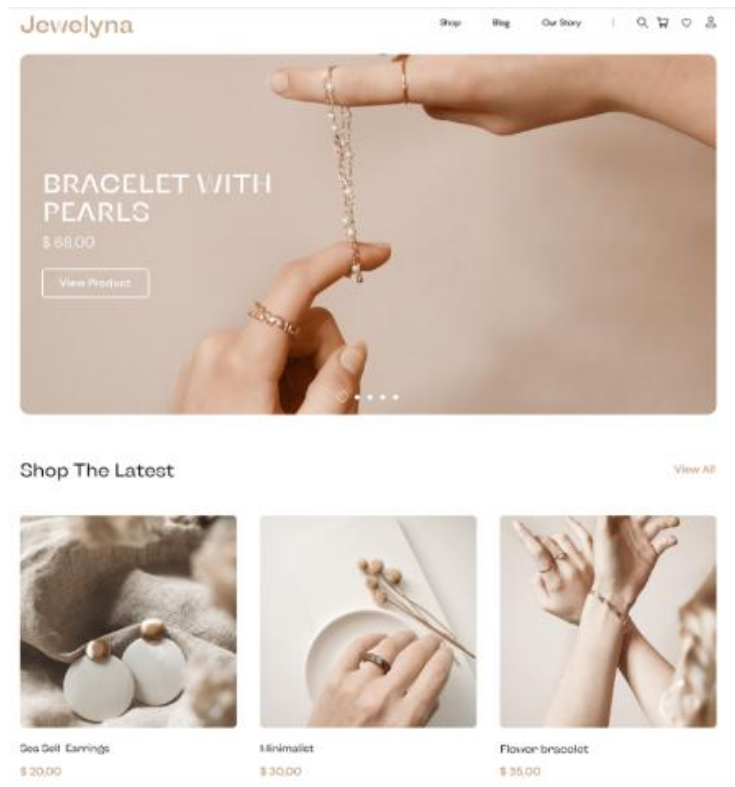 Jewelyna
Shop Blog Our Story |
BRACELET WITH
PEARLS
$ 68,00
View Product
Shop The Latest
View All
Sea Sell Earrings
Minimalist
Flower bracelet
$ 20,00
$ 30,00
$ 35,00